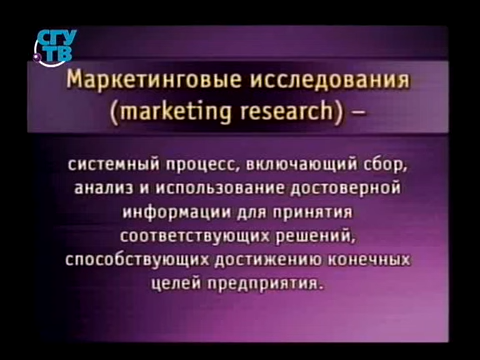 СГУ
ТВ
Маркетинговые исследования
(marketing research) –
системный процесс, включающий сбор,
анализ и использование достоверной
информации для принятия
соответствующих решений,
способствующих достижению конечных
целей предприятия.